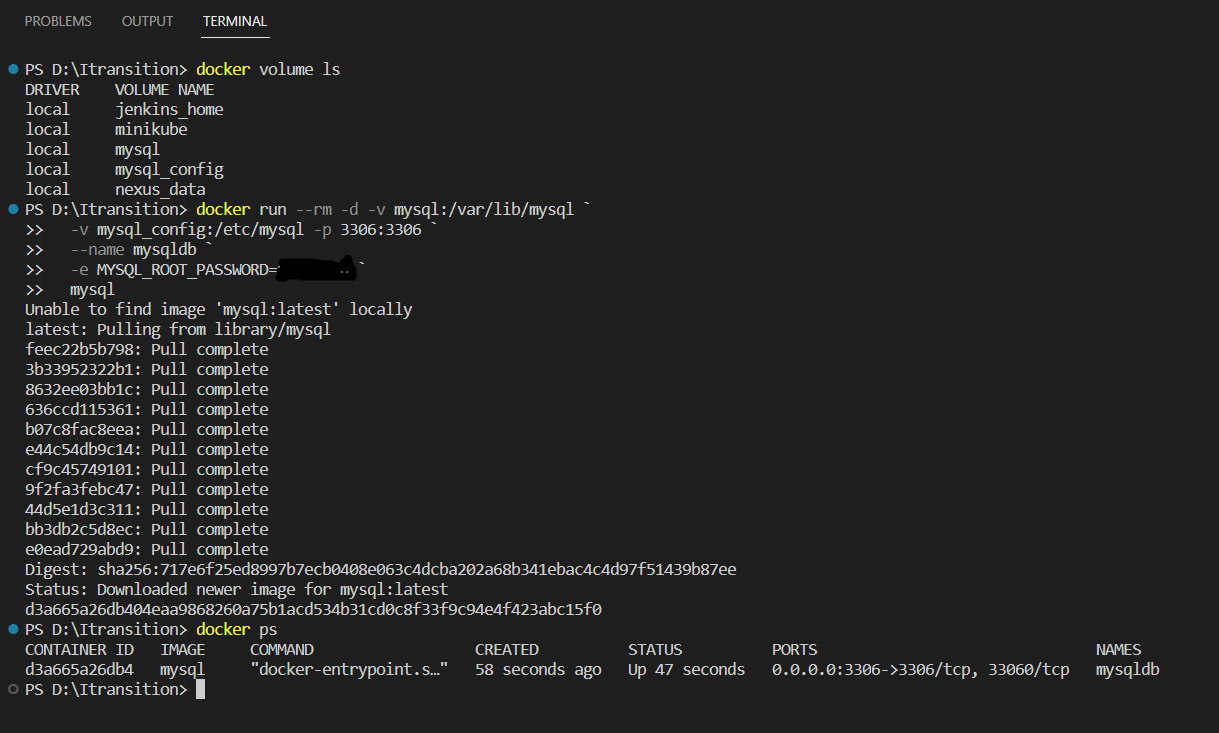 PROBLEMS OUTPUT TERMINAL
PS D:\Itransition> docker volume ls
DRIVER VOLUME NAME
local jenkins_home
local minikube
local mysql
local mysql_config
local nexus_data
PS D:\Itransition> docker run --rm -d -v mysql:/var/lib/mysql `
>> -v mysql_config:/etc/mysql -p 3306:3306 `
>> --name mysqldb `
>> -e MYSQL_ROOT_PASSWORD= `
>> mysql
Unable to find image 'mysql:latest' locally
latest: Pulling from library/mysql
feec22b5b798: Pull complete
3b33952322b1: Pull complete
8632ee03bb1c: Pull complete
636ccd115361: Pull complete
b07c8fac8eea: Pull complete
e44c54db9c14: Pull complete
cf9c45749101: Pull complete
9f2fa3febc47: Pull complete
44d5e1d3c311: Pull complete
bb3db2c5d8ec: Pull complete
e0ead729abd9: Pull complete
Digest: sha256:717e6f25ed8997b7ecb0408e063c4dcba202a68b341ebac4c4d97f51439b87ee
Status: Downloaded newer image for mysql:latest
d3a665a26db404eaa9868260a75b1acd534b31cd0c8f33f9c94e4f423abc15f0
PS D:\Itransition> docker ps
CONTAINER ID IMAGE COMMAND CREATED STATUS PORTS NAMES
d3a665a26db4 mysql "docker-entrypoint.s…" 58 seconds ago Up 47 seconds 0.0.0.0:3306->3306/tcp, 33060/tcp mysqldb
PS D:\Itransition>